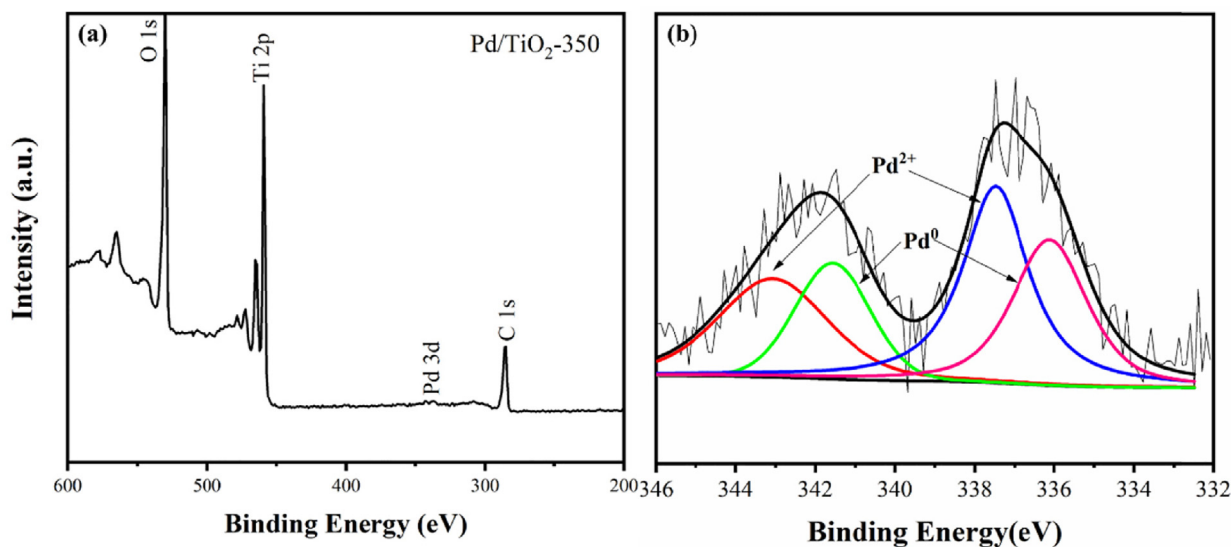 (a)
Pd/TiO₂-350
O 1s
Ti 2p
Pd 3d
C 1s
Intensity (a.u.)
600 500 400 300 200
Binding Energy (eV)
(b)
Pd²⁺
Pd⁰
346 344 342 340 338 336 334 332
Binding Energy(eV)